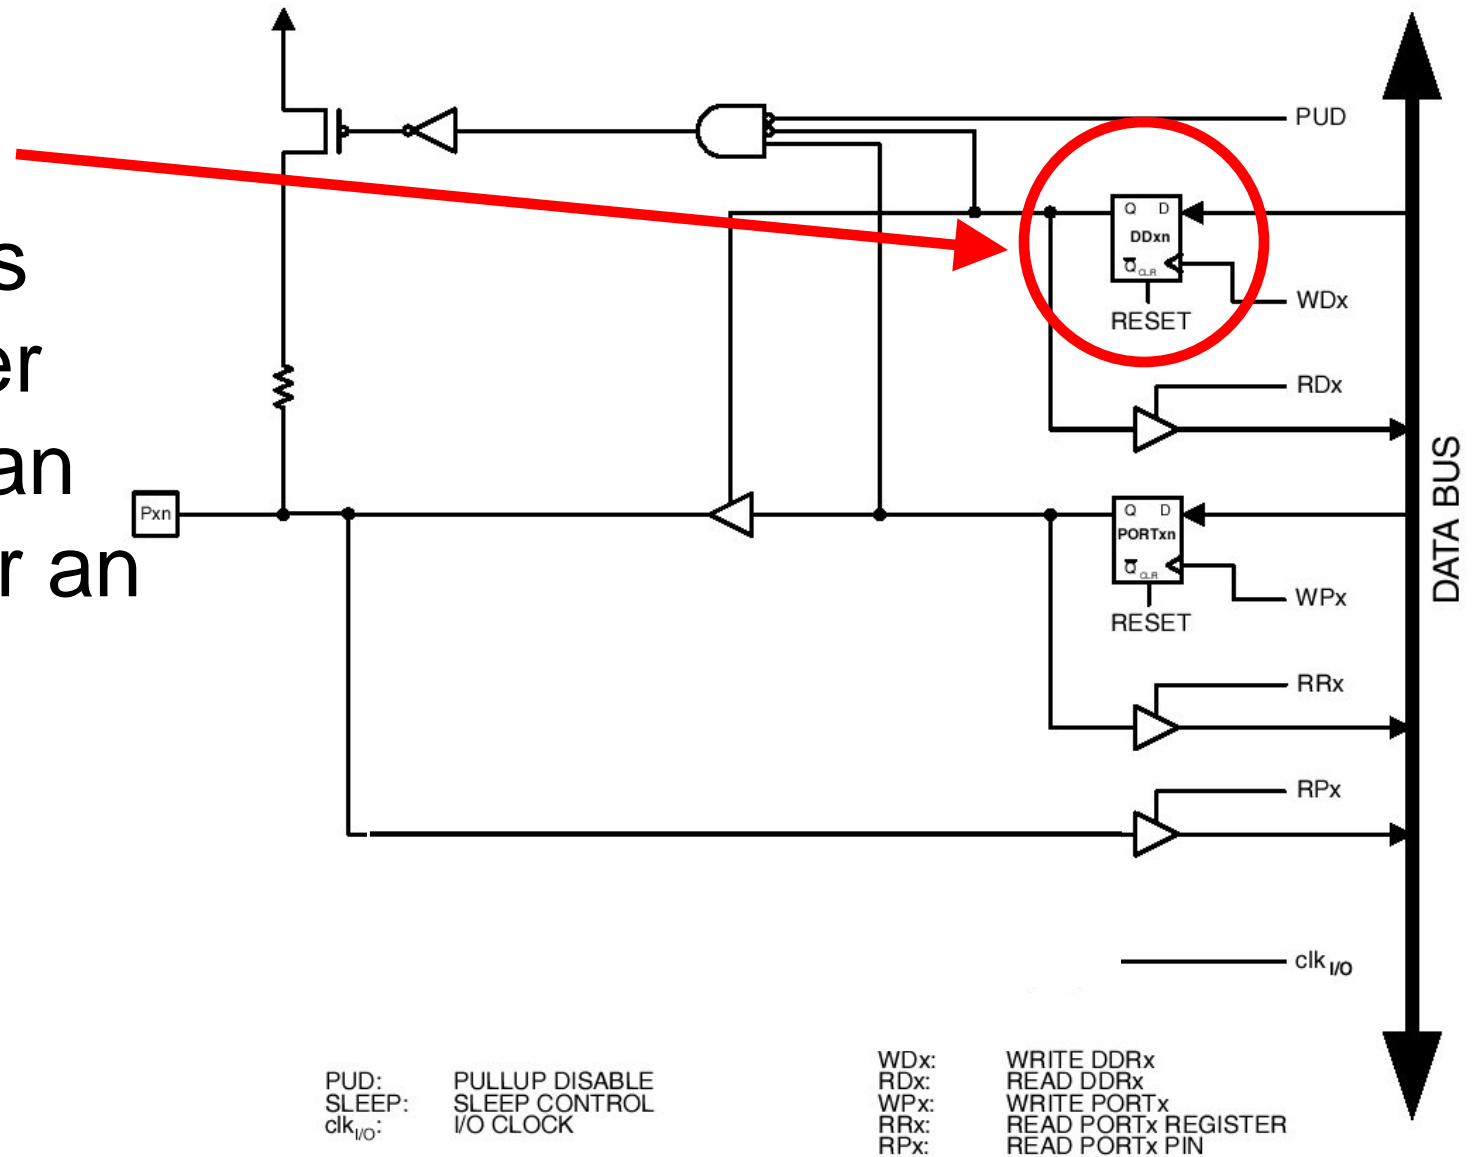 PUD
Q D
DDxn
Q CLR
WDx
RESET
s
er
an
r an
RDx
Pxn
Q D
PORTxn
Q CLR
WPx
RESET
DATA BUS
RRx
RPx
clk I/O
PUD: PULLUP DISABLE
SLEEP: SLEEP CONTROL
clkI/O: I/O CLOCK
WDx: WRITE DDRx
RDx: READ DDRx
WPx: WRITE PORTx
RRx: READ PORTx REGISTER
RPx: READ PORTx PIN